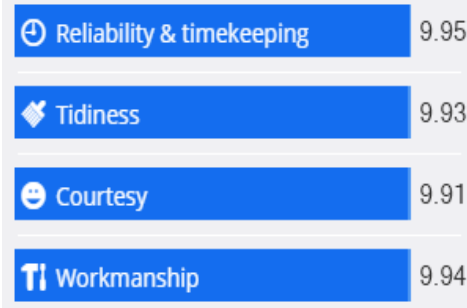 Reliability & timekeeping 9.95
Tidiness 9.93
Courtesy 9.91
Workmanship 9.94